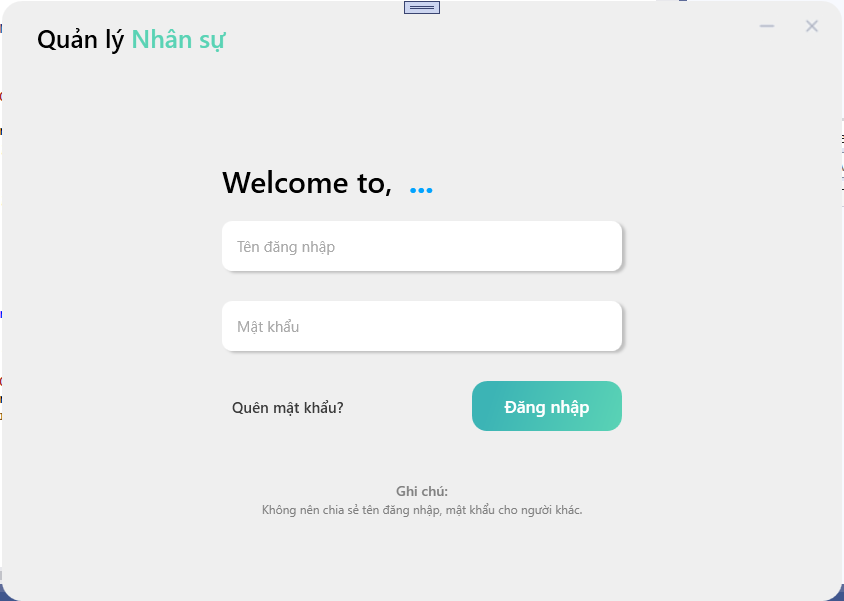 Quản lý Nhân sự
Welcome to, ...
Tên đăng nhập
Mật khẩu
Quên mật khẩu?
Đăng nhập
Ghi chú:
Không nên chia sẻ tên đăng nhập, mật khẩu cho người khác.